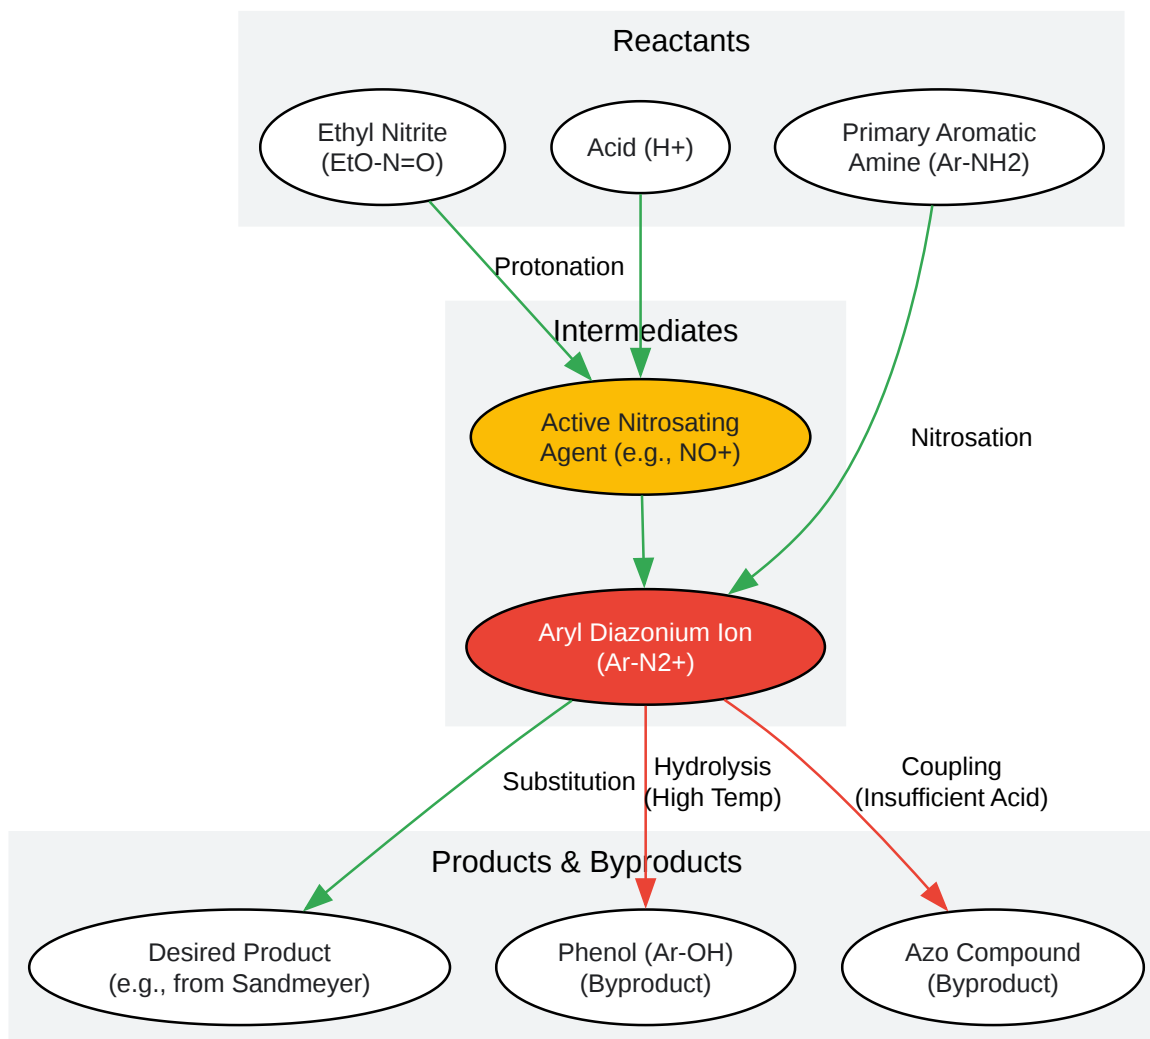 Reactants
Ethyl Nitrite
(EtO-N=O)
Acid (H+)
Primary Aromatic
Amine (Ar-NH2)
Protonation
Intermediates
Active Nitrosating
Agent (e.g., NO+)
Nitrosation
Aryl Diazonium Ion
(Ar-N2+)
Substitution
Hydrolysis
(High Temp)
Coupling
(Insufficient Acid)
Products & Byproducts
Desired Product
(e.g., from Sandmeyer)
Phenol (Ar-OH)
(Byproduct)
Azo Compound
(Byproduct)